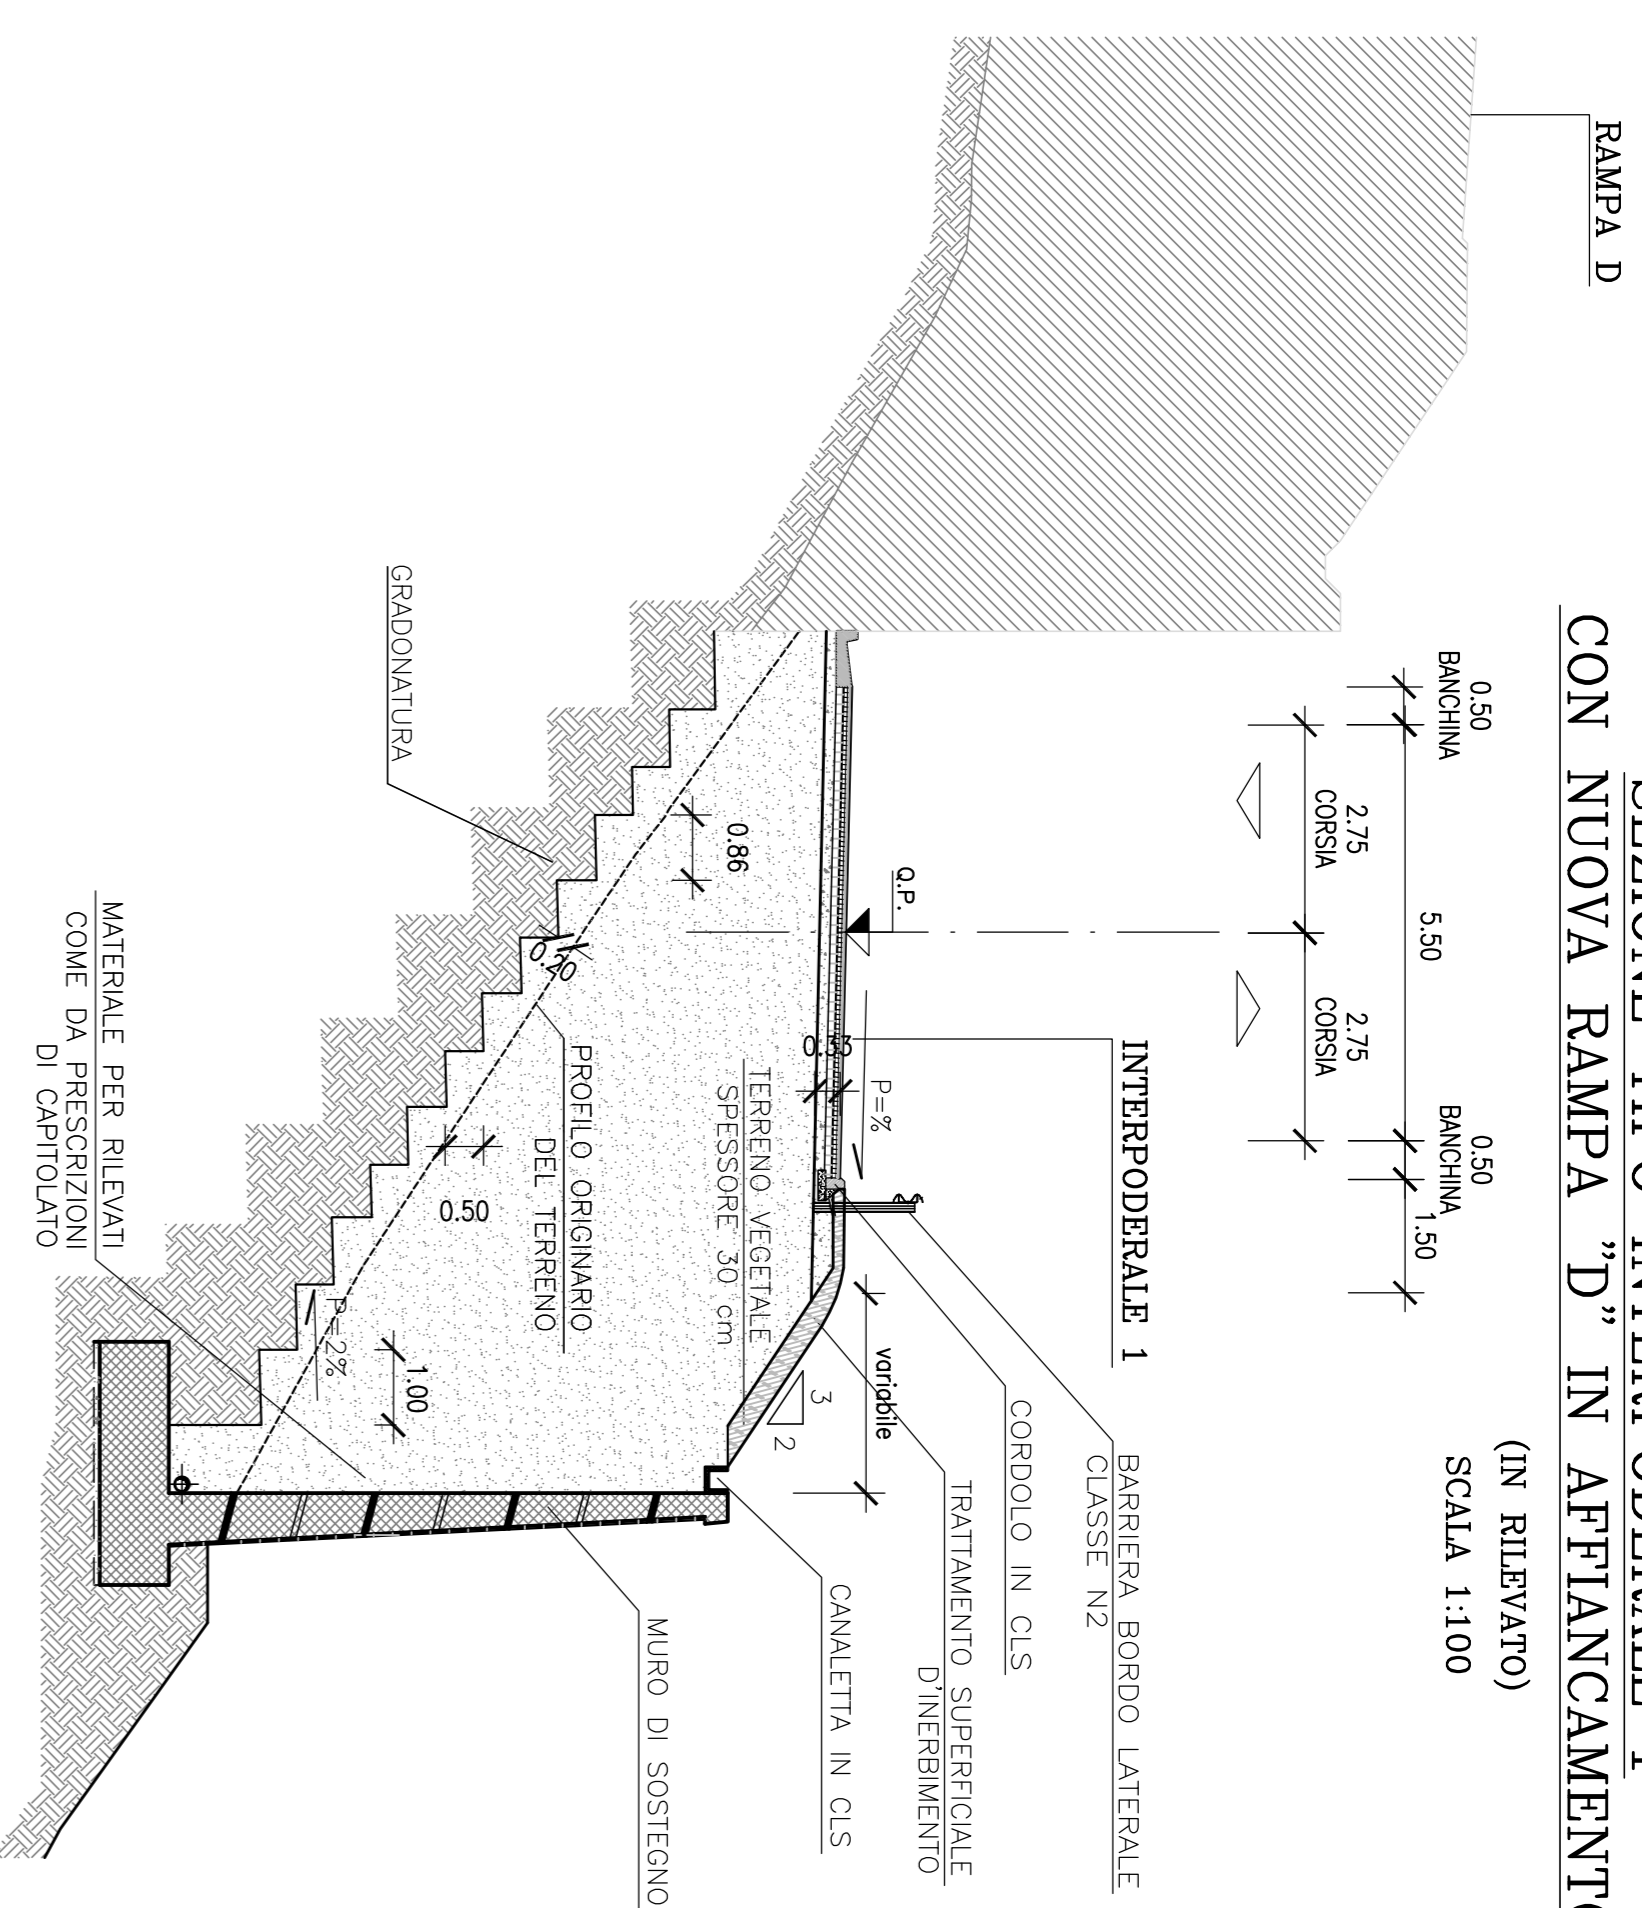 SEZIONE TIPO INTERPODERALE 1
CON NUOVA RAMPA "D" IN AFFIANCAMENTO
(IN RILEVATO)
SCALA 1:100
RAMPA D
0.50
BANCHINA
5.50
0.50
BANCHINA
1.50
2.75
CORSIA
2.75
CORSIA
INTERPODERALE 1
BARRIERA BORDO LATERALE
CLASSE N2
CORDOLO IN CLS
TRATTAMENTO SUPERFICIALE
D'INERBIMENTO
Q.P.
P=%
variabile
0.33
3
2
CANALETTA IN CLS
TERRENO VEGETALE
SPESSORE 30 cm
0.86
MURO DI SOSTEGNO
PROFILO ORIGINARIO
DEL TERRENO
0.20
0.50
GRADONATURA
1.00
P=2%
MATERIALE PER RILEVATI
COME DA PRESCRIZIONI
DI CAPITOLATO